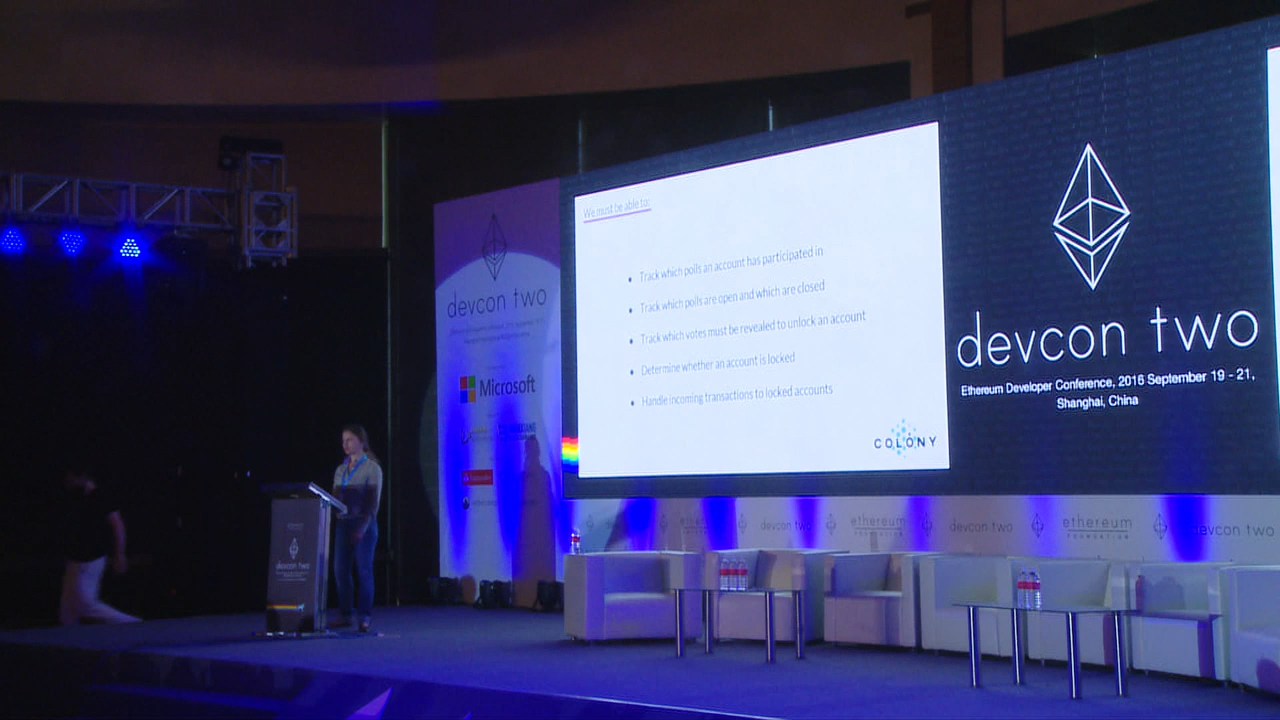 We must be able to:
Track which polls an account has participated in
Track which polls are open and which are closed
Track which votes must be revealed to unlock an account
Determine whether an account is locked
Handle incoming transactions to locked accounts
COLONY
devcon two
Ethereum Developer Conference, 2016 September 19 - 21,
Shanghai, China
devcon two
Microsoft
devcon two
devcon two
ethereum
FOUNDATION
devcon two
ethereum
FOUNDATION
devcon two